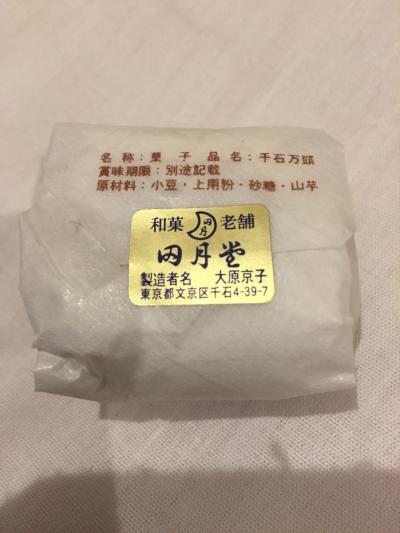 名 称：菓 子 品 名：千石万頭
賞味期限：別途記載
原材料：小豆，上用粉・砂糖・山芋
和菓 四月 老舗
四月堂
製造者名 大原京子
東京都文京区千石4-39-7